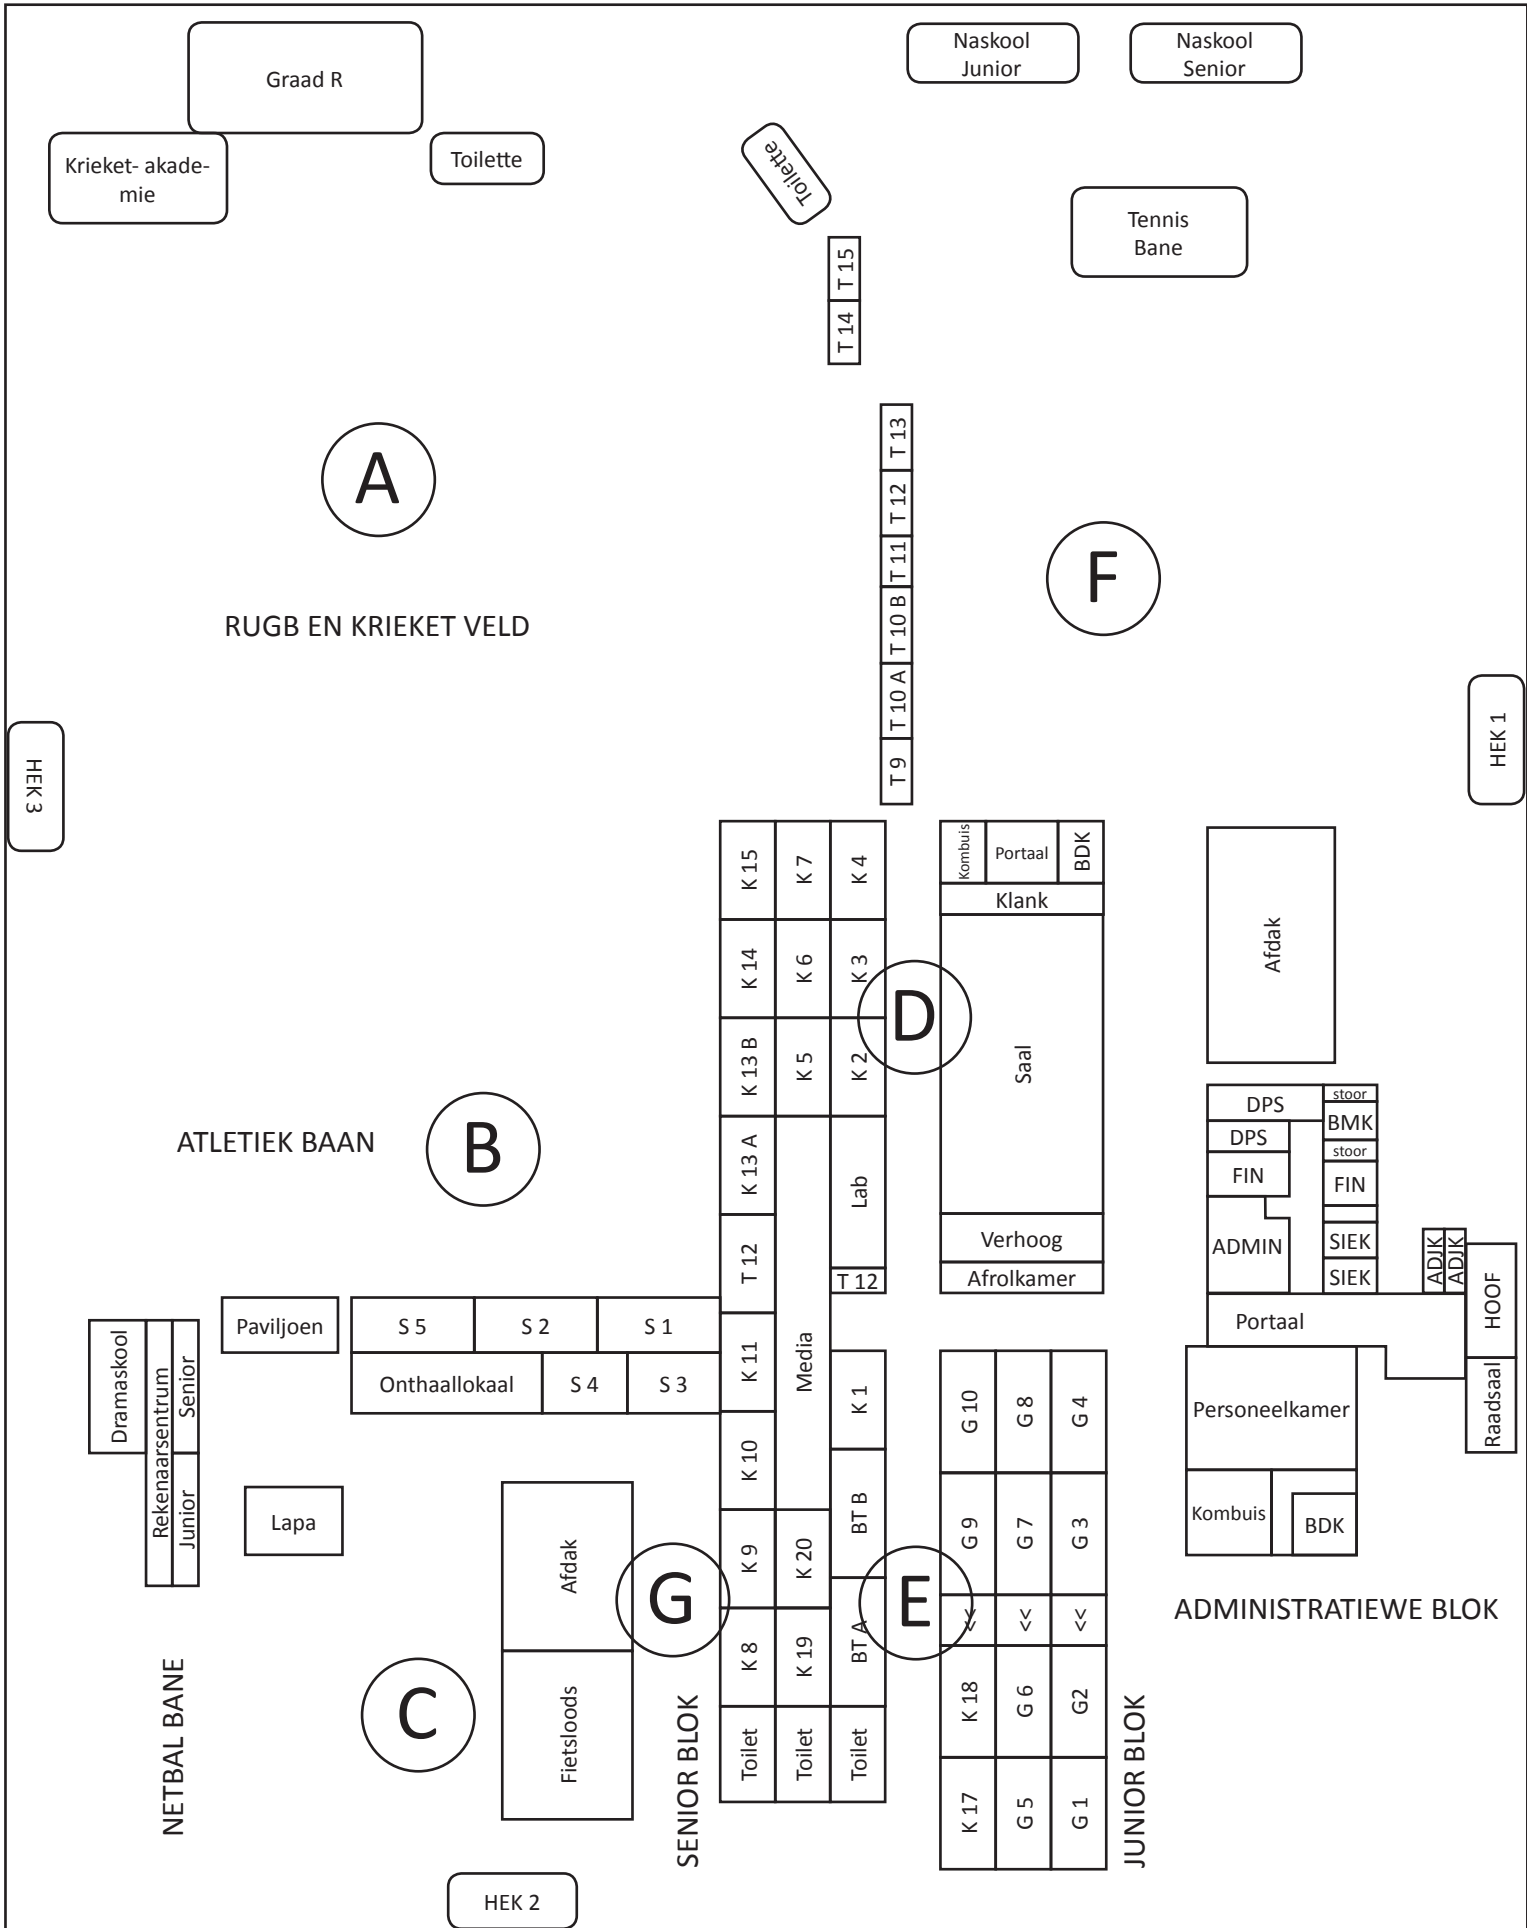 Graad R
Krieket- akade-
mie
Toilette
Toilette
Naskool
Junior
Naskool
Senior
Tennis
Bane
T 15
T 14
T 13
T 12
T 11
T 10 B
T 10 A
T 9
A
F
RUGB EN KRIEKET VELD
HEK 3
HEK 1
K 15
K 7
K 4
K 14
K 6
K 3
K 13 B
K 5
K 2
K 13 A
Lab
T 12
T 12
Media
K 11
K 1
K 10
BT B
K 9
K 20
K 8
K 19
BT A
Toilet
Toilet
Toilet
Kombuis
Portaal
BDK
Klank
Saal
Verhoog
Afrolkamer
D
Afdak
DPS
stoor
BMK
DPS
stoor
FIN
FIN
ADMIN
SIEK
SIEK
ADJK
ADJK
HOOF
Portaal
Raadsaal
Personeelkamer
Kombuis
BDK
ADMINISTRATIEWE BLOK
ATLETIEK BAAN
B
Paviljoen
S 5
S 2
S 1
Onthaallokaal
S 4
S 3
Dramaskool
Rekenaarsentrum
Senior
Junior
Lapa
Afdak
Fietsloods
G
E
C
G 10
G 8
G 4
G 9
G 7
G 3
<<
<<
<<
K 18
G 6
G2
K 17
G 5
G 1
NETBAL BANE
SENIOR BLOK
JUNIOR BLOK
HEK 2